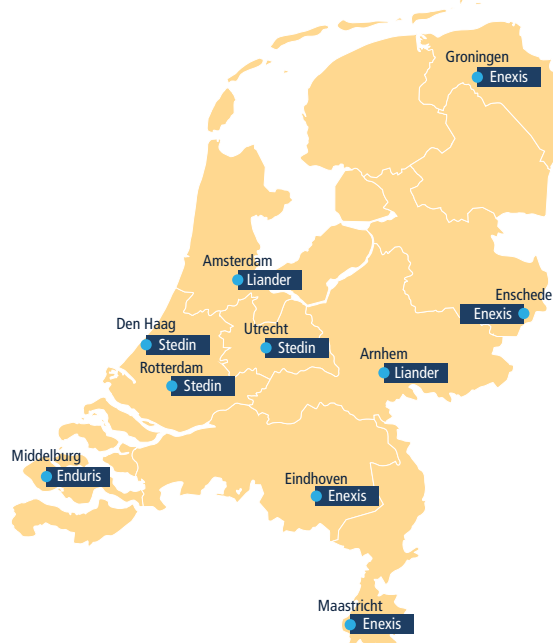 Groningen
Enexis
Amsterdam
Liander
Enschede
Enexis
Den Haag
Stedin
Utrecht
Stedin
Arnhem
Liander
Rotterdam
Stedin
Middelburg
Enduris
Eindhoven
Enexis
Maastricht
Enexis